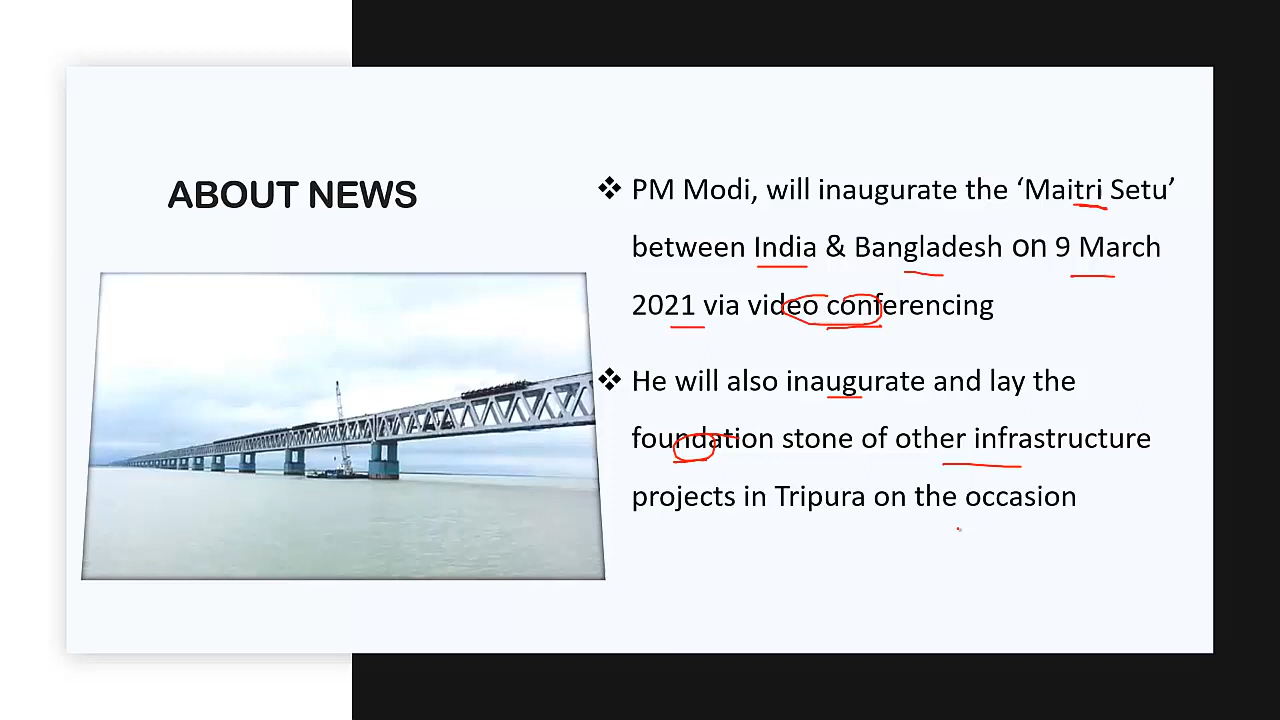 ABOUT NEWS
❖ PM Modi, will inaugurate the ‘Maitri Setu’
between India & Bangladesh on 9 March
2021 via video conferencing
❖ He will also inaugurate and lay the
foundation stone of other infrastructure
projects in Tripura on the occasion